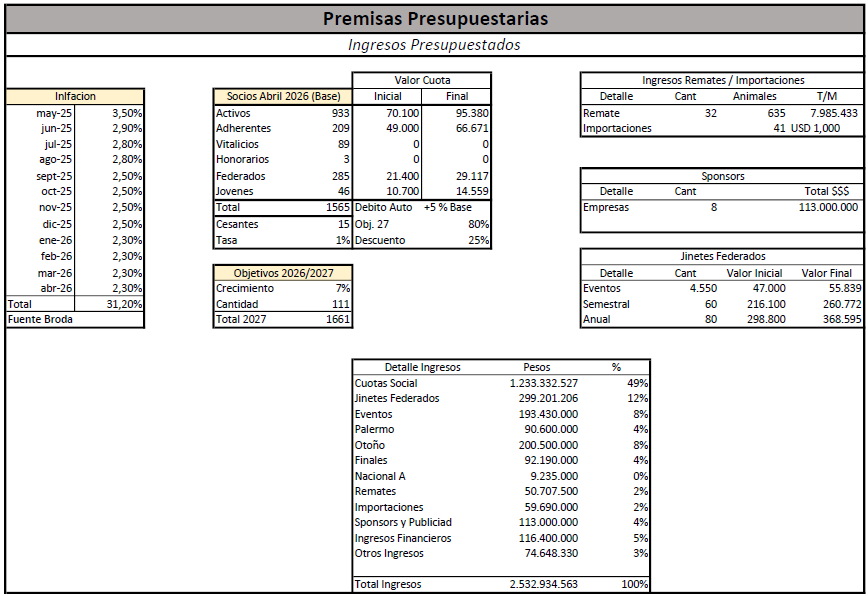 Premisas Presupuestarias
Ingresos Presupuestados
Inlfacion
may-25 3,50%
jun-25 2,90%
jul-25 2,80%
ago-25 2,80%
sept-25 2,50%
oct-25 2,50%
nov-25 2,50%
dic-25 2,50%
ene-26 2,30%
feb-26 2,30%
mar-26 2,30%
abr-26 2,30%
Total 31,20%
Fuente Broda
Valor Cuota
Socios Abril 2026 (Base) Inicial Final
Activos 933 70.100 95.380
Adherentes 209 49.000 66.671
Vitalicios 89 0 0
Honorarios 3 0 0
Federados 285 21.400 29.117
Jovenes 46 10.700 14.559
Total 1565 Debito Auto +5 % Base
Cesantes 15 Obj. 27 80%
Tasa 1% Descuento 25%
Objetivos 2026/2027
Crecimiento 7%
Cantidad 111
Total 2027 1661
Ingresos Remates / Importaciones
Detalle Cant Animales T/M
Remate 32 635 7.985.433
Importaciones 41 USD 1,000
Sponsors
Detalle Cant Total $$$
Empresas 8 113.000.000
Jinetes Federados
Detalle Cant Valor Inicial Valor Final
Eventos 4.550 47.000 55.839
Semestral 60 216.100 260.772
Anual 80 298.800 368.595
Detalle Ingresos Pesos %
Cuotas Social 1.233.332.527 49%
Jinetes Federados 299.201.206 12%
Eventos 193.430.000 8%
Palermo 90.600.000 4%
Otoño 200.500.000 8%
Finales 92.190.000 4%
Nacional A 9.235.000 0%
Remates 50.707.500 2%
Importaciones 59.690.000 2%
Sponsors y Publiciad 113.000.000 4%
Ingresos Financieros 116.400.000 5%
Otros Ingresos 74.648.330 3%
Total Ingresos 2.532.934.563 100%